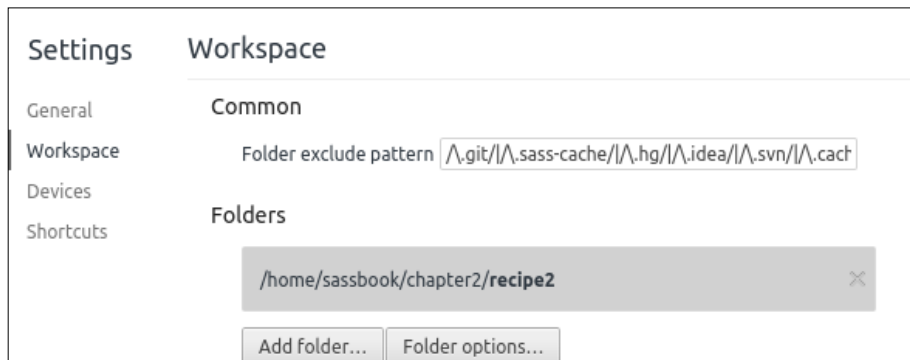 Settings
Workspace
General
Workspace
Devices
Shortcuts
Common
Folder exclude pattern /\.git/|/\.sass-cache/|/\.hg/|/\.idea/|/\.svn/|/\.cach
Folders
/home/sassbook/chapter2/recipe2
Add folder... Folder options...